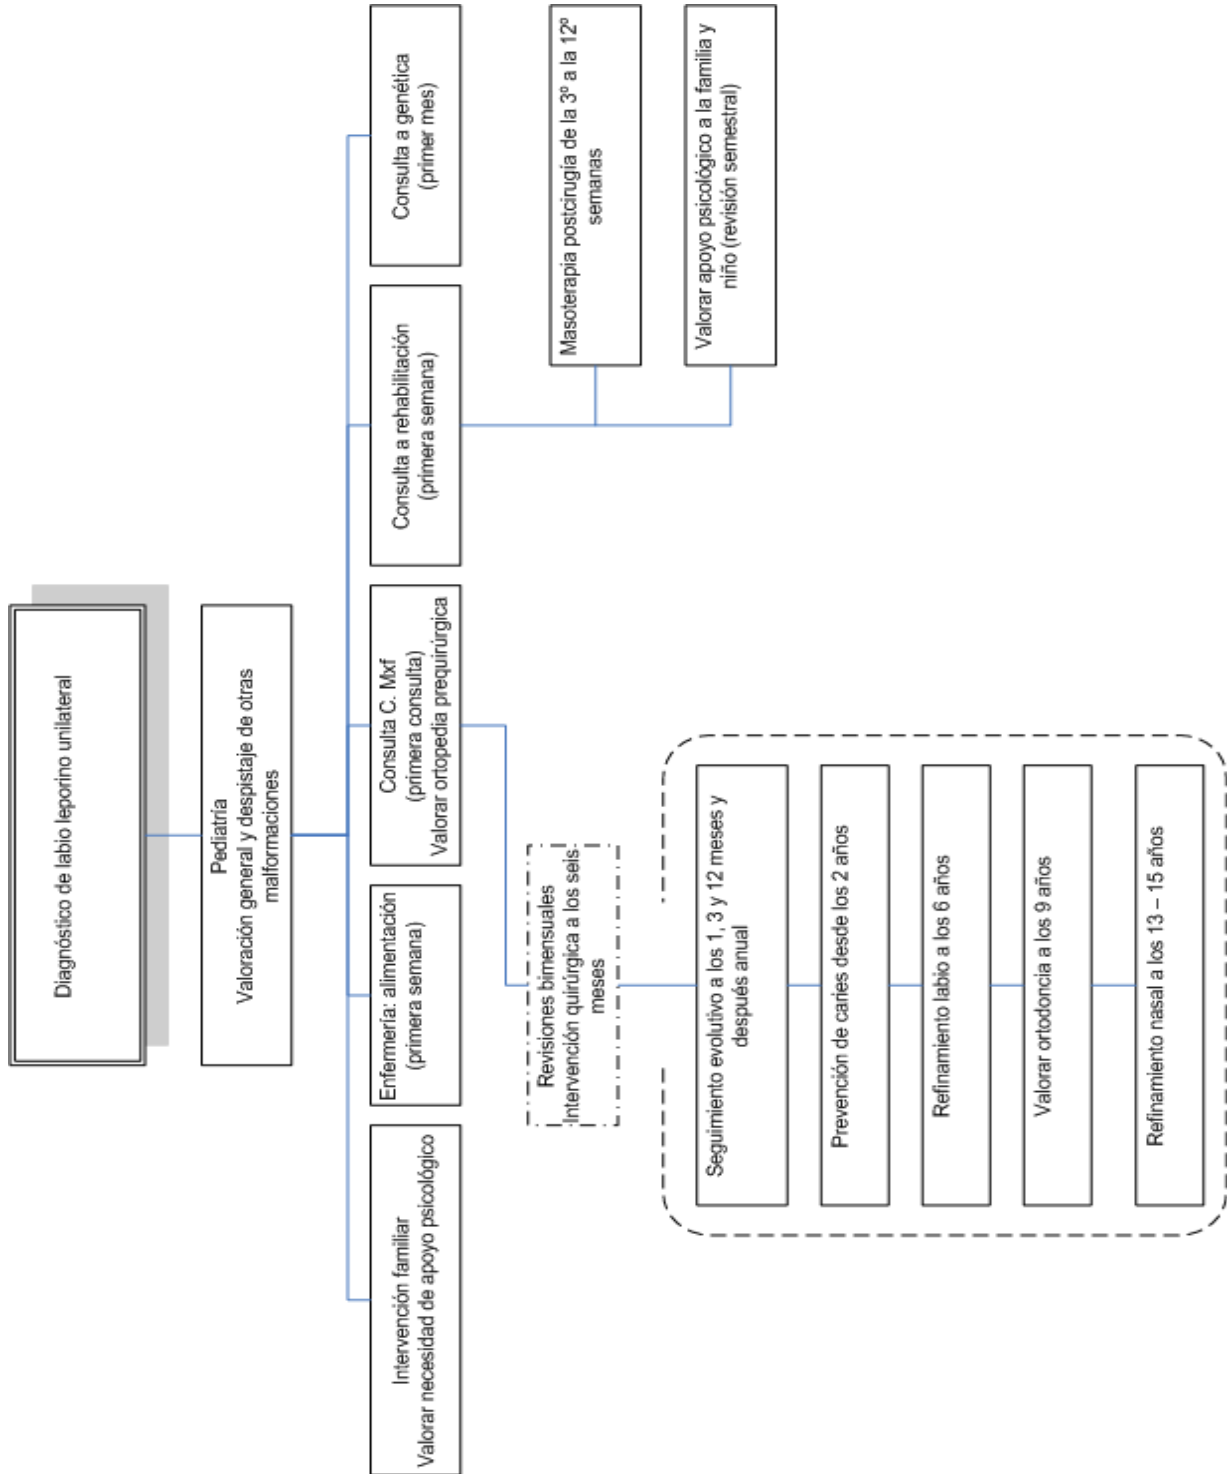 Diagnóstico de labio leporino unilateral
Pediatría
Valoración general y despistaje de otras
malformaciones
Intervención familiar
Valorar necesidad de apoyo psicológico
Enfermería: alimentación
(primera semana)
Consulta C. Mxf
(primera consulta)
Valorar ortopedia prequirúrgica
Consulta a rehabilitación
(primera semana)
Consulta a genética
(primer mes)
Revisiones bimensuales
Intervención quirúrgica a los seis
meses
Masoterapia postcirugía de la 3º a la 12º
semanas
Valorar apoyo psicológico a la familia y
niño (revisión semestral)
Seguimiento evolutivo a los 1, 3 y 12 meses y
después anual
Prevención de caries desde los 2 años
Refinamiento labio a los 6 años
Valorar ortodoncia a los 9 años
Refinamiento nasal a los 13 – 15 años